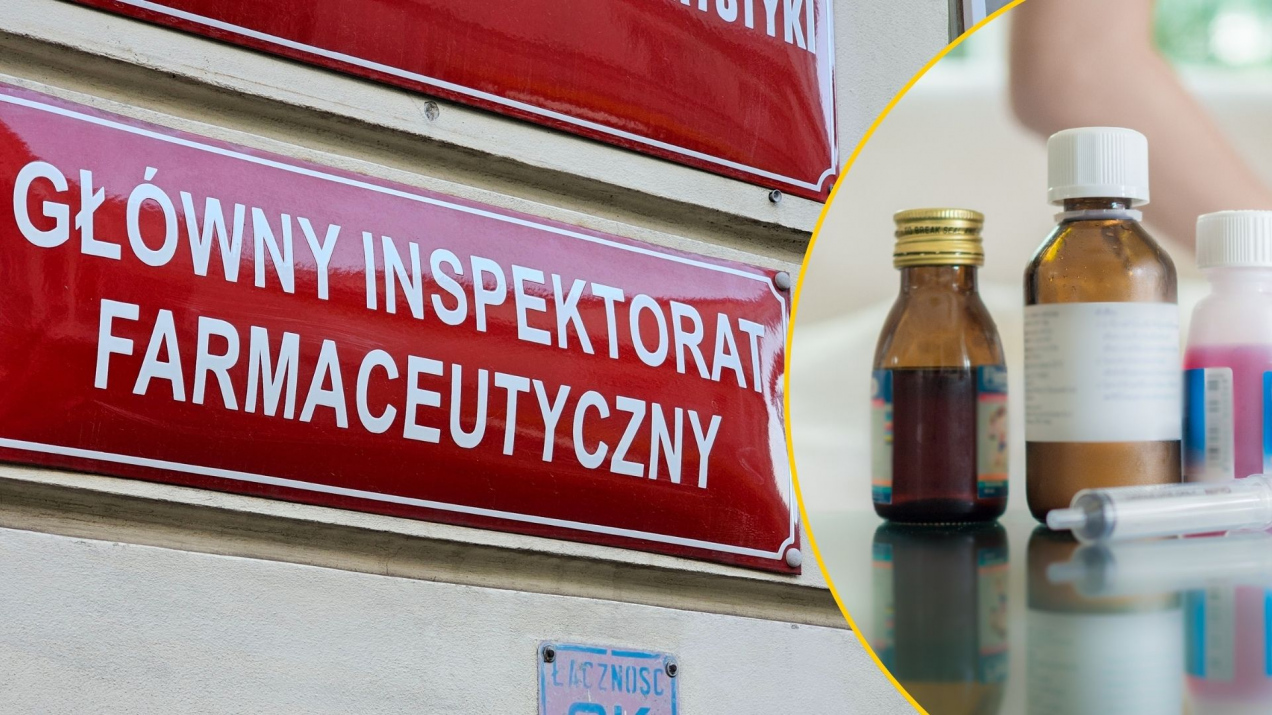 GŁÓWNY INSPEKTORAT
FARMACEUTYCZNY
ŁĄCZNOŚĆ